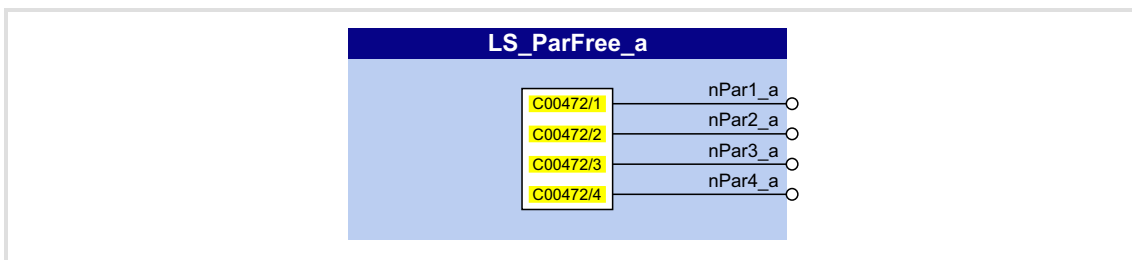 LS_ParFree_a
C00472/1 nPar1_a
C00472/2 nPar2_a
C00472/3 nPar3_a
C00472/4 nPar4_a